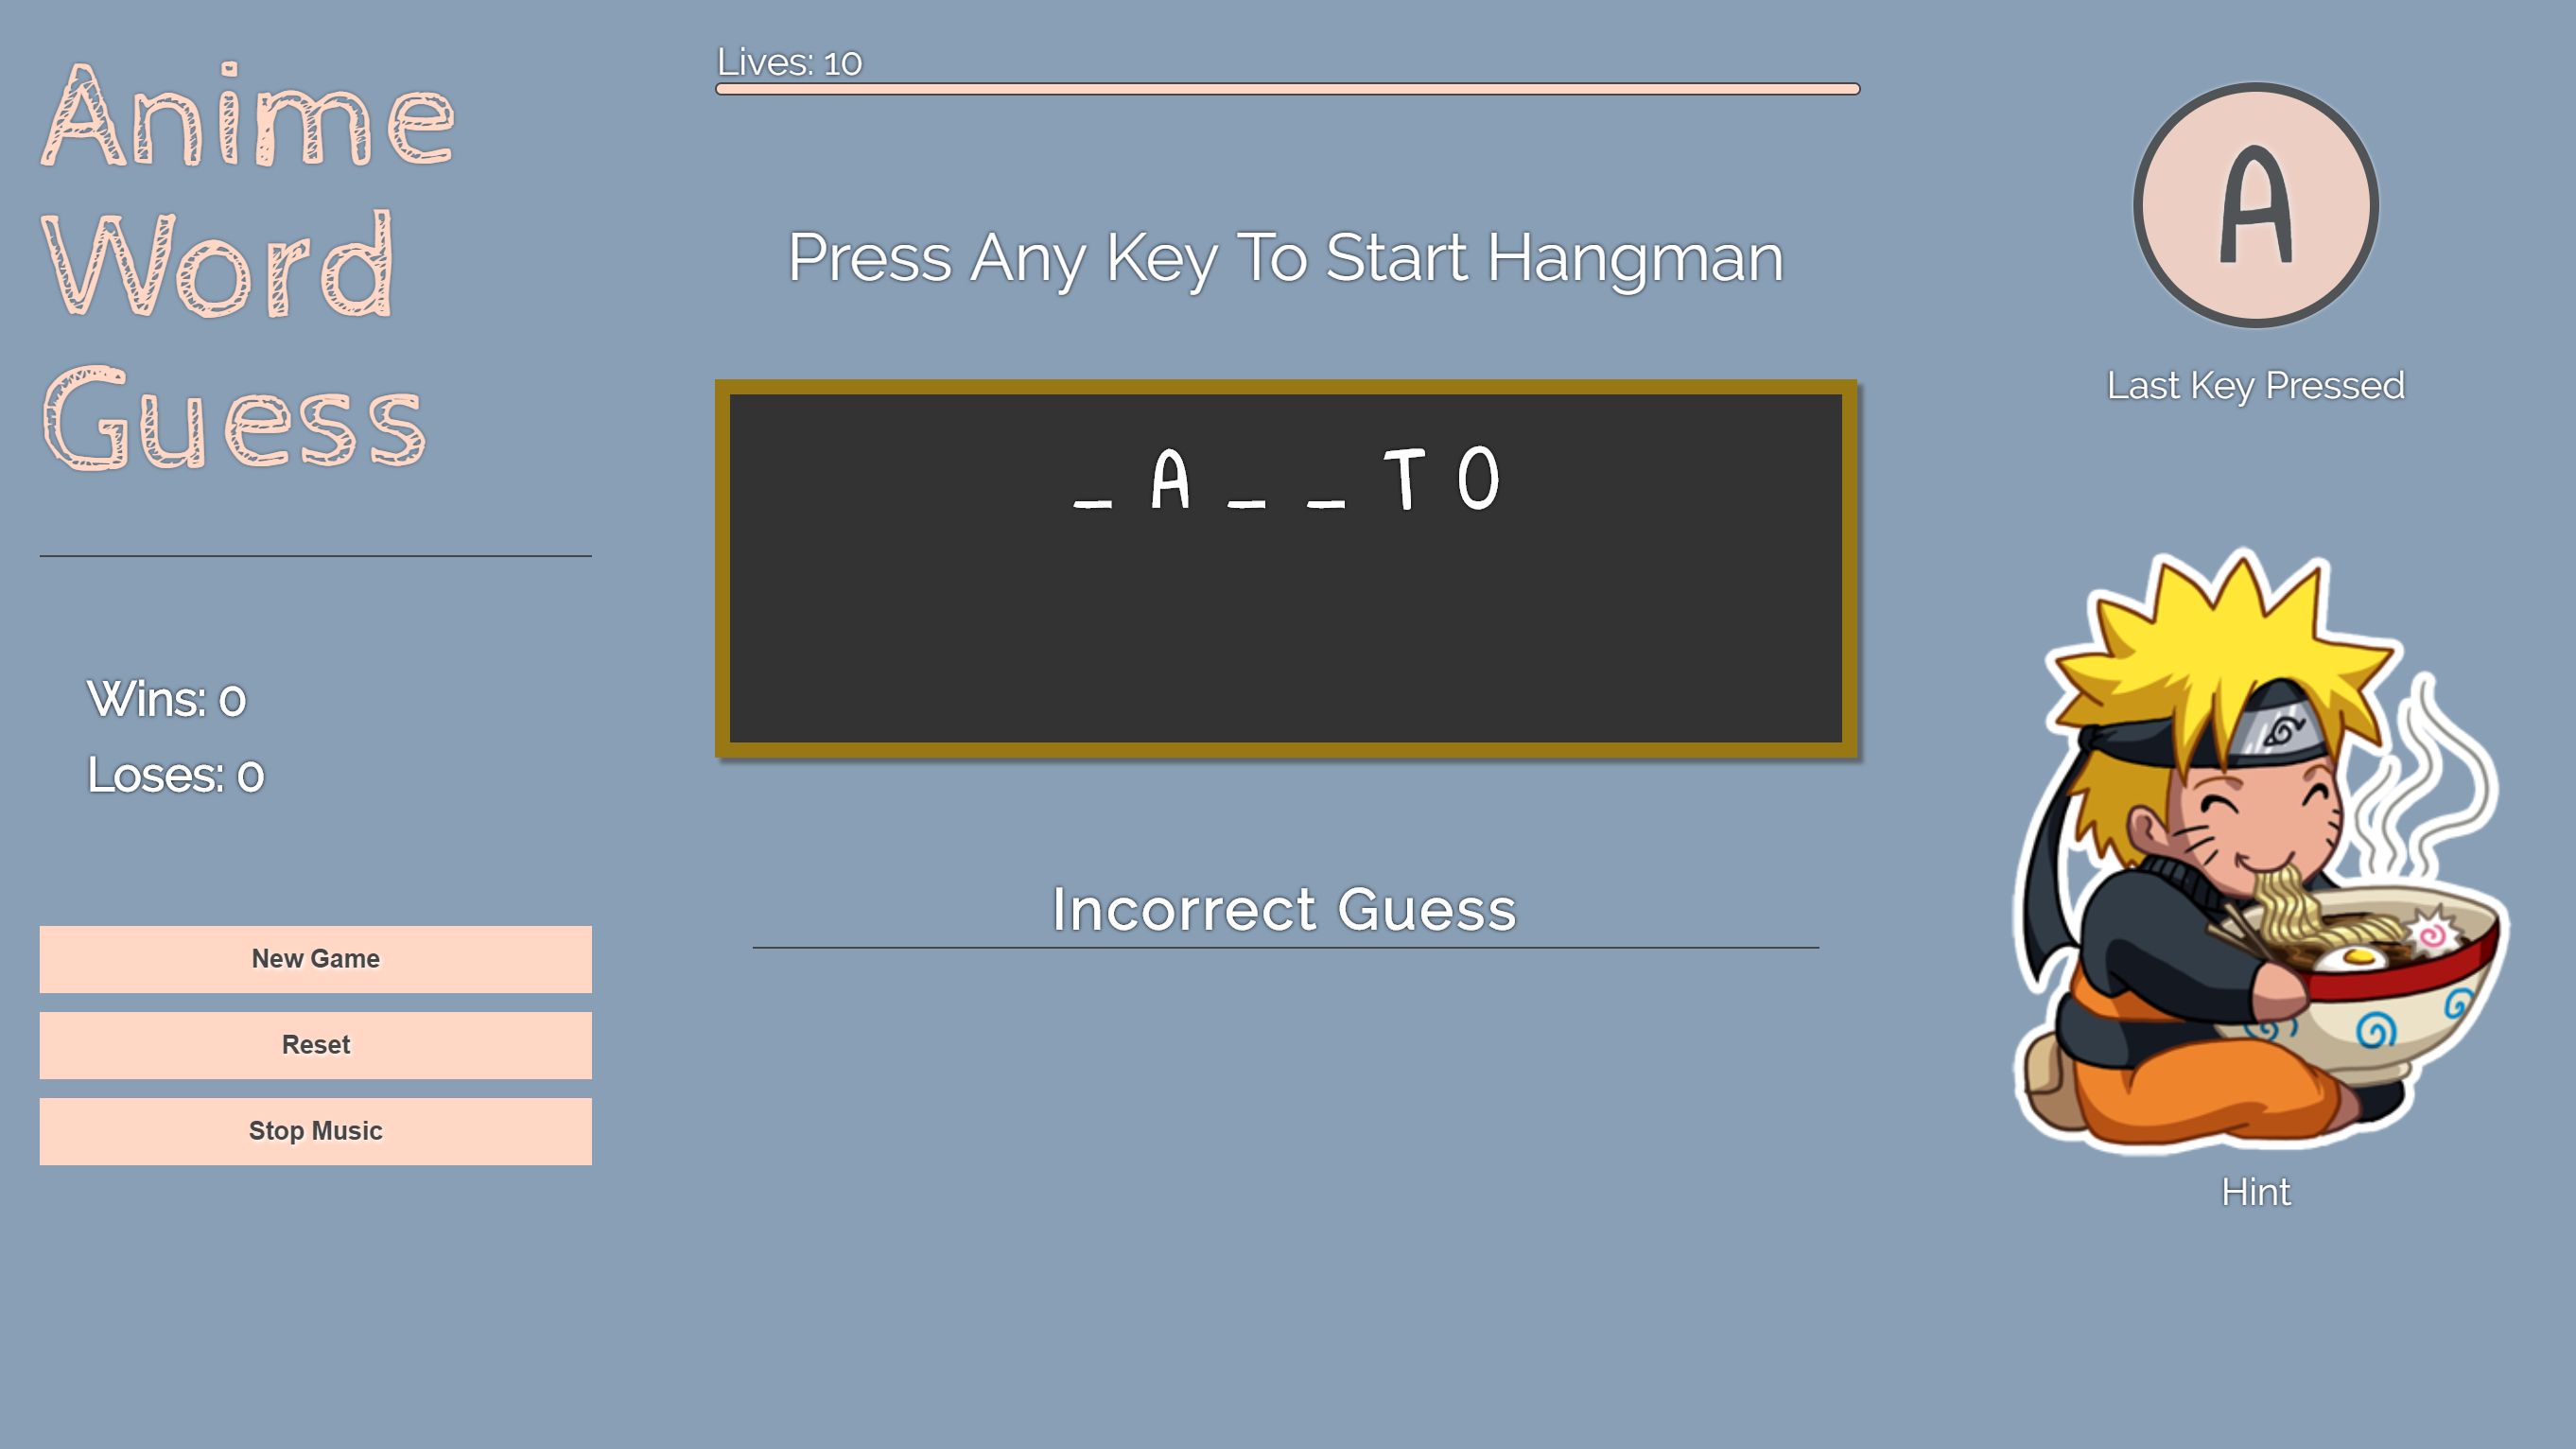 Anime
Word
Guess
Wins: 0
Loses: 0
New Game
Reset
Stop Music
Lives: 10
Press Any Key To Start Hangman
_ A _ _ T O
Incorrect Guess
A
Last Key Pressed
Hint